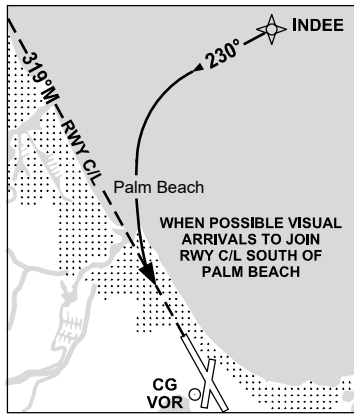 INDEE
230°
319°M
RWY C/L
Palm Beach
WHEN POSSIBLE VISUAL
ARRIVALS TO JOIN
RWY C/L SOUTH OF
PALM BEACH
CG
VOR